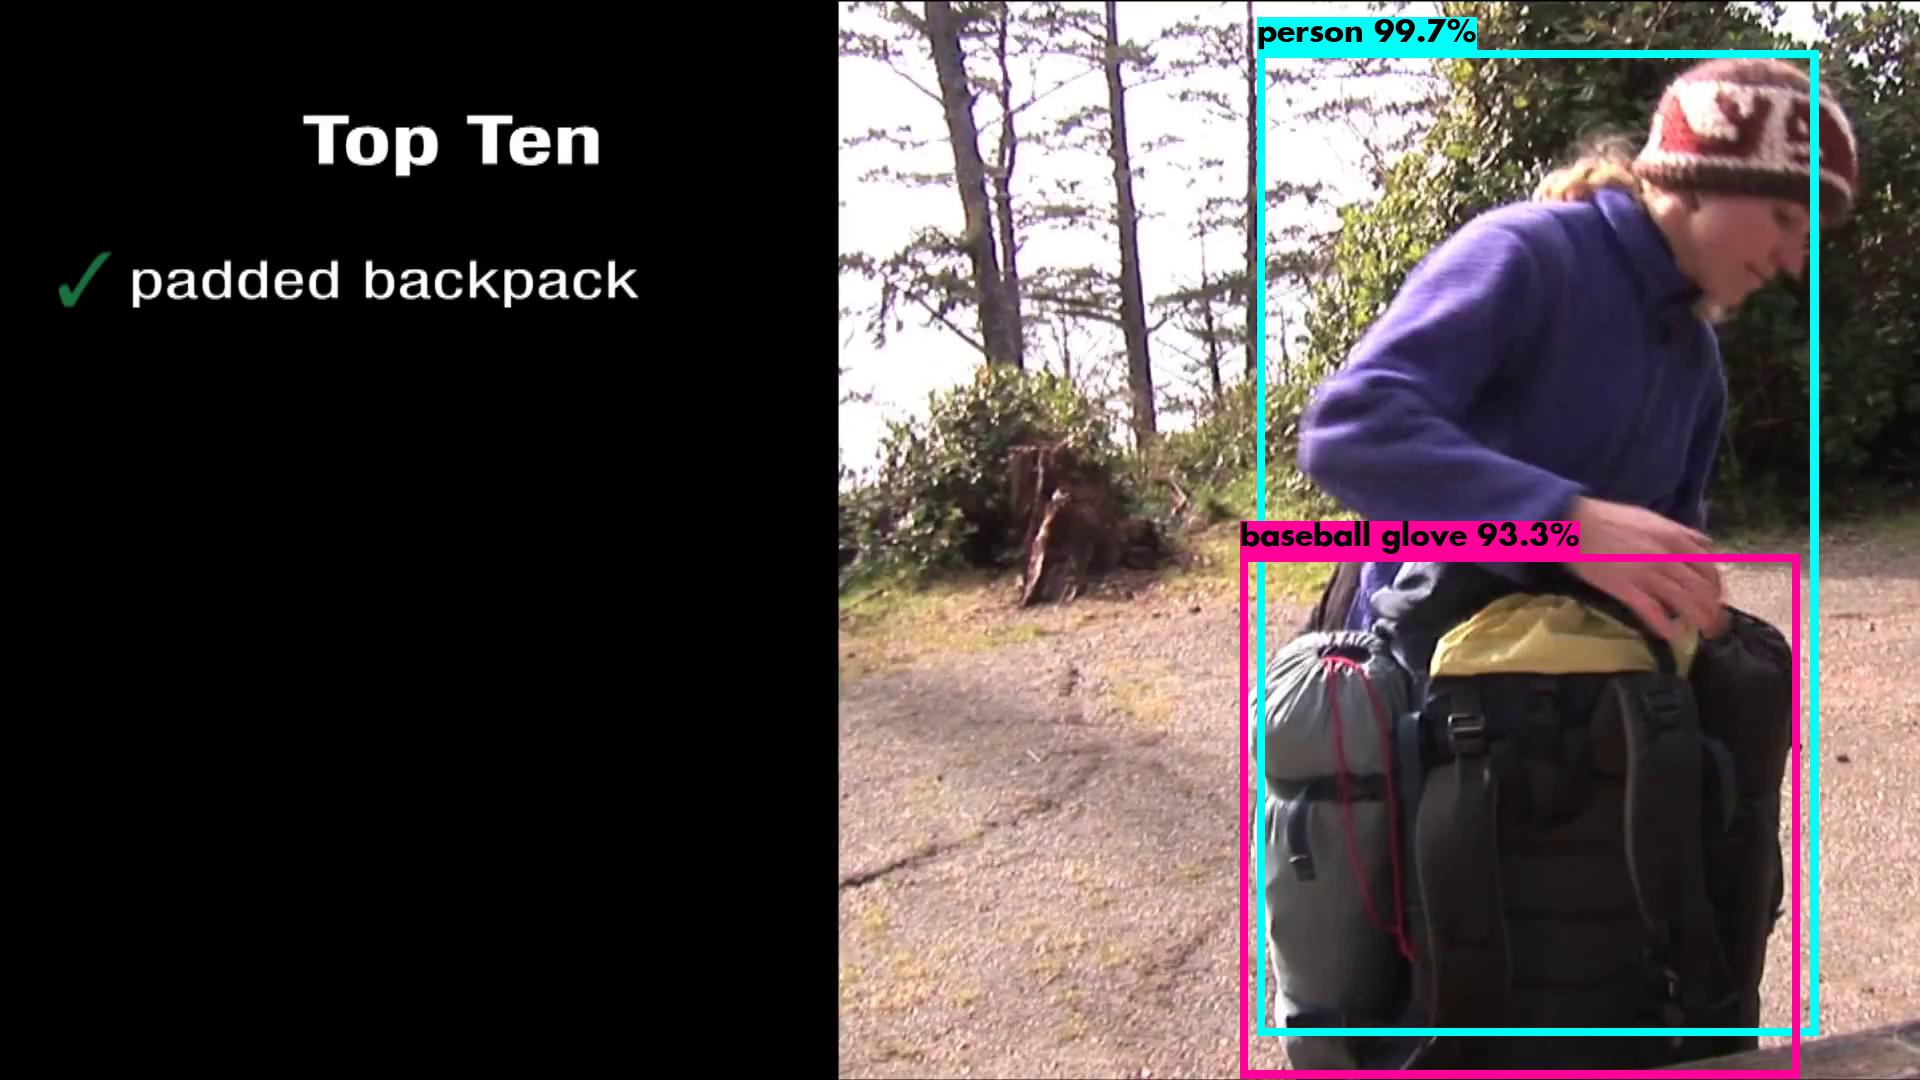 Top Ten
✓ padded backpack
person 99.7%
baseball glove 93.3%